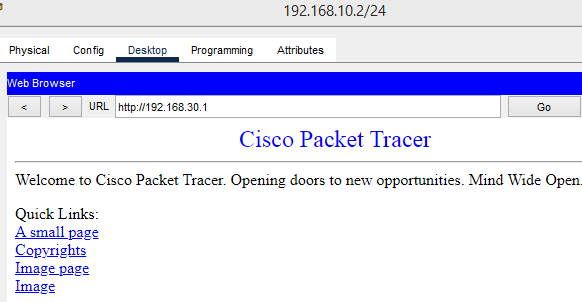 192.168.10.2/24
Physical Config Desktop Programming Attributes
Web Browser
< > URL http://192.168.30.1 Go
Cisco Packet Tracer
Welcome to Cisco Packet Tracer. Opening doors to new opportunities. Mind Wide Open.
Quick Links:
A small page
Copyrights
Image page
Image